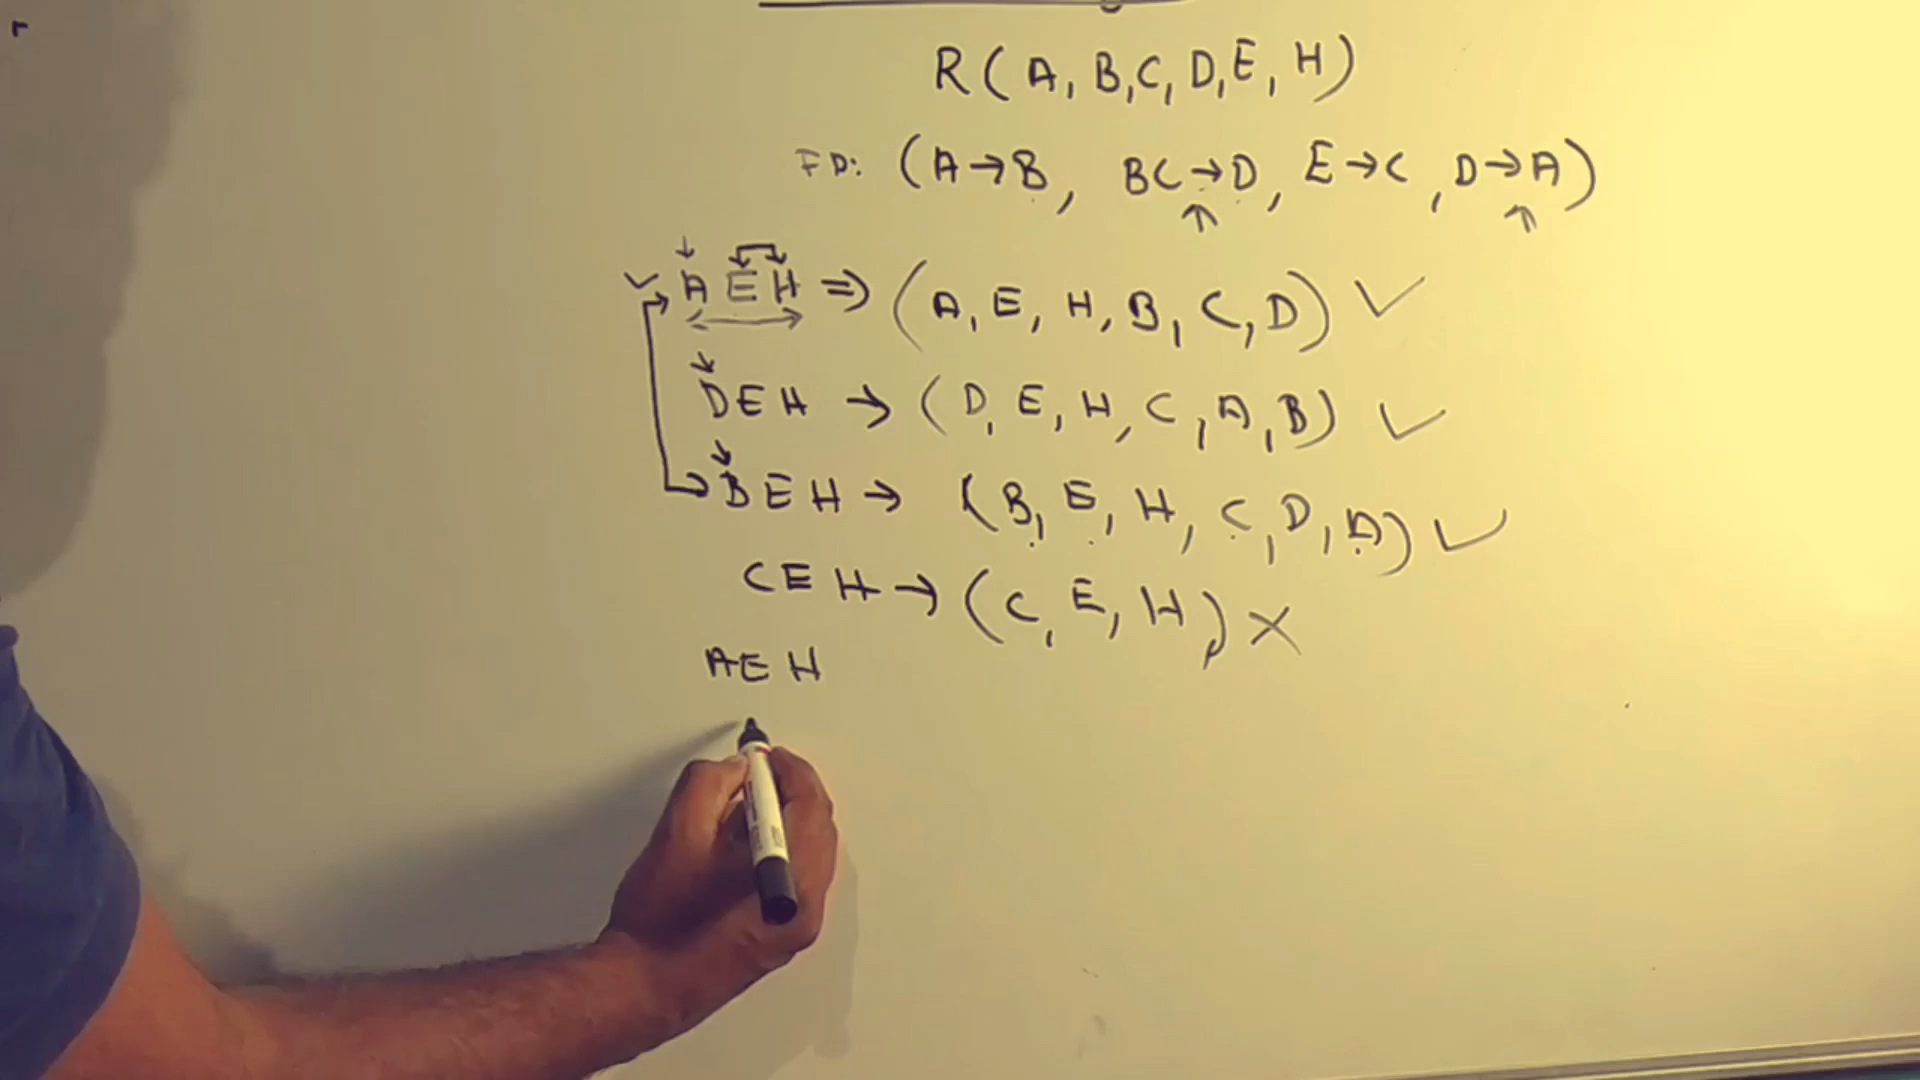 R(A, B, C, D, E, H)
FD: (A→B, BC→D, E→C, D→A)
AEH ⇒ (A, E, H, B, C, D) ✓
DEH → (D, E, H, C, A, B) ✓
BEH → (B, E, H, C, D, A) ✓
CEH → (C, E, H) ✗
AEH